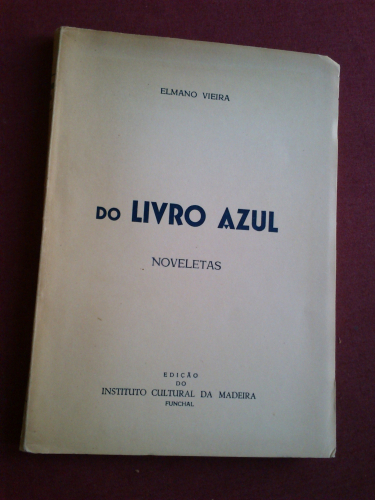 ELMANO VIEIRA
DO LIVRO AZUL
NOVELETAS
EDIÇÃO
DO
INSTITUTO CULTURAL DA MADEIRA
FUNCHAL